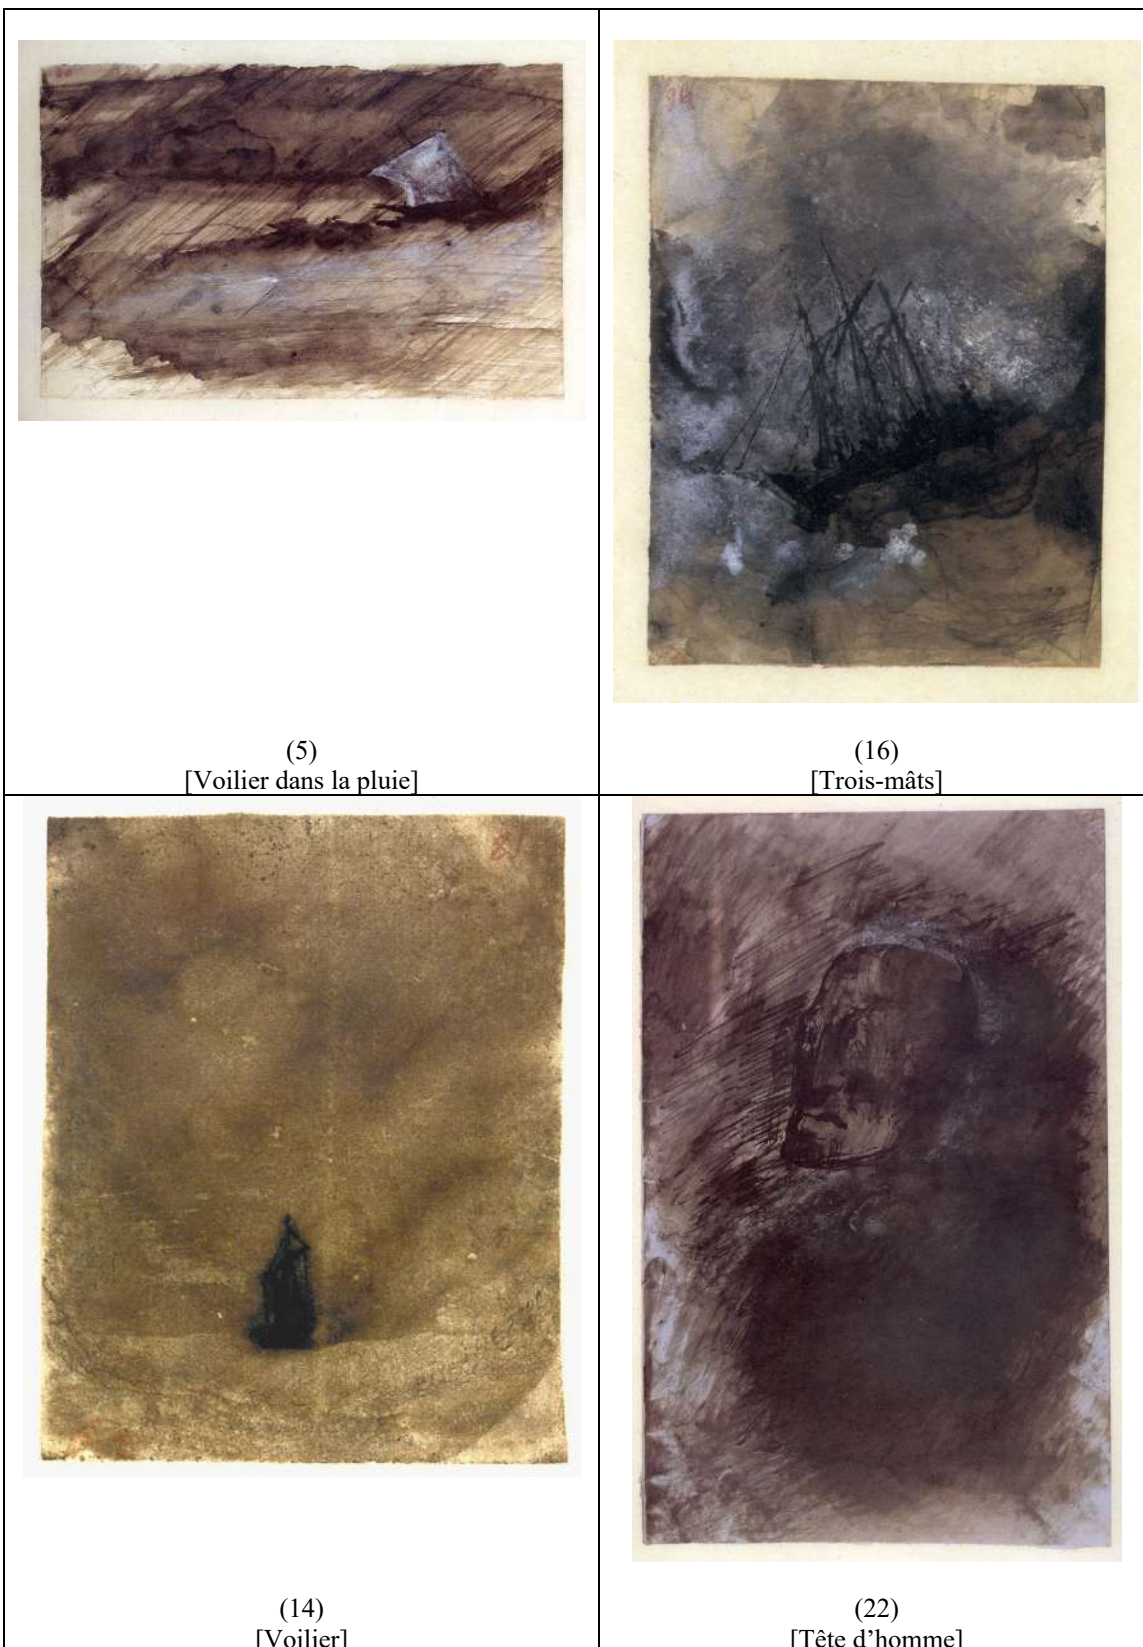 (5)
[Voilier dans la pluie]
(16)
[Trois-mâts]
(14)
[Voilier]
(22)
[Tête d’homme]